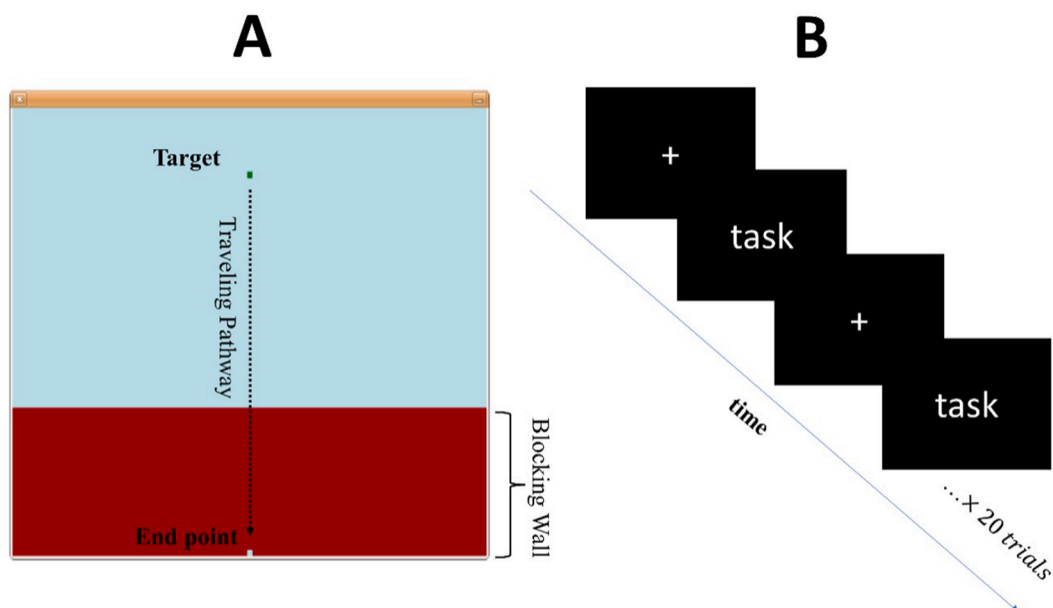 A
B
Target
Traveling Pathway
End point
Blocking Wall
+
task
+
task
time
...× 20 trials